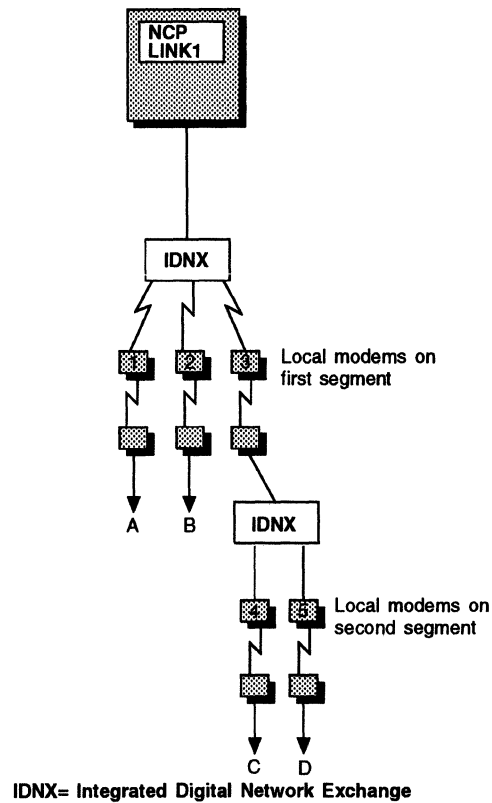 NCP
LINK1
IDNX
1 2
Local modems on
first segment
A B
IDNX
4 5
Local modems on
second segment
C D
IDNX= Integrated Digital Network Exchange